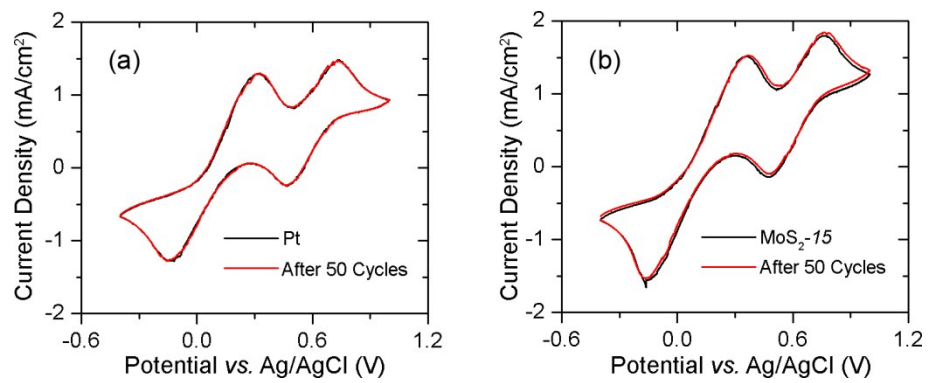 (a)
Current Density (mA/cm²)
2
1
0
-1
-2
-0.6
0.0
0.6
1.2
Pt
After 50 Cycles
Potential vs. Ag/AgCl (V)
(b)
Current Density (mA/cm²)
2
1
0
-1
-2
-0.6
0.0
0.6
1.2
MoS₂-15
After 50 Cycles
Potential vs. Ag/AgCl (V)